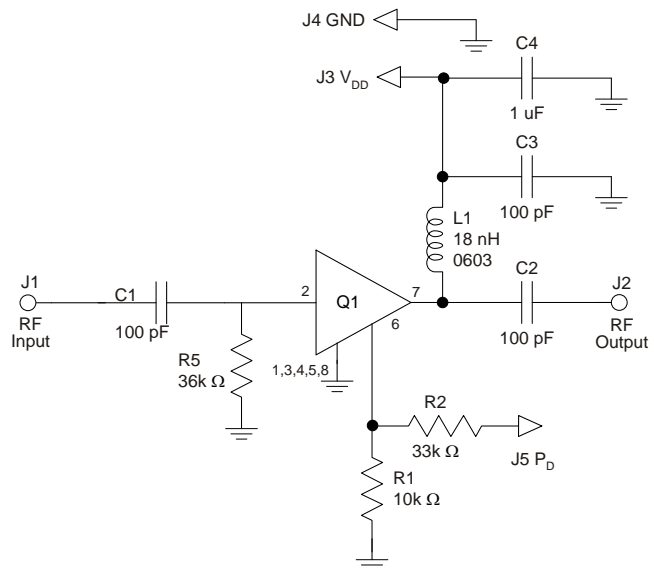 J4 GND
C4
J3 V_DD
1 uF
C3
100 pF
L1
18 nH
0603
J1
RF
Input
C1
100 pF
2
Q1
7
6
C2
100 pF
J2
RF
Output
R5
36k Ω
1,3,4,5,8
R2
33k Ω
J5 P_D
R1
10k Ω